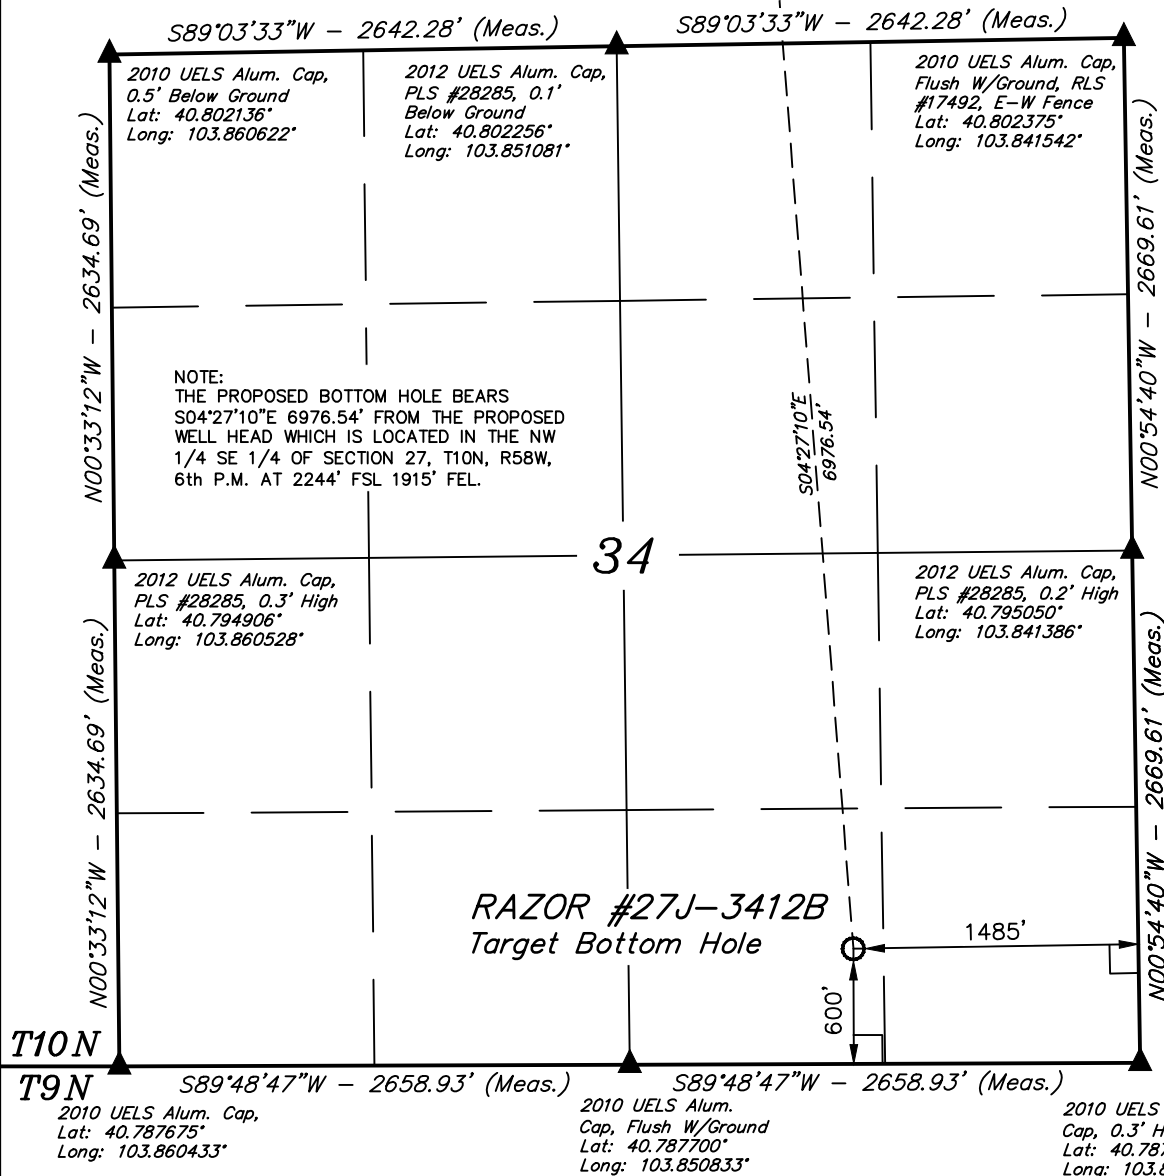 S89°03'33"W - 2642.28' (Meas.)
S89°03'33"W - 2642.28' (Meas.)
2010 UELS Alum. Cap,
0.5' Below Ground
Lat: 40.802136°
Long: 103.860622°
2012 UELS Alum. Cap,
PLS #28285, 0.1'
Below Ground
Lat: 40.802256°
Long: 103.851081°
2010 UELS Alum. Cap,
Flush W/Ground, RLS
#17492, E-W Fence
Lat: 40.802375°
Long: 103.841542°
N00°33'12"W - 2634.69' (Meas.)
N00°54'40"W - 2669.61' (Meas.)
NOTE:
THE PROPOSED BOTTOM HOLE BEARS
S04°27'10"E 6976.54' FROM THE PROPOSED
WELL HEAD WHICH IS LOCATED IN THE NW
1/4 SE 1/4 OF SECTION 27, T10N, R58W,
6th P.M. AT 2244' FSL 1915' FEL.
S04°27'10"E
6976.54'
34
2012 UELS Alum. Cap,
PLS #28285, 0.3' High
Lat: 40.794906°
Long: 103.860528°
2012 UELS Alum. Cap,
PLS #28285, 0.2' High
Lat: 40.795050°
Long: 103.841386°
N00°33'12"W - 2634.69' (Meas.)
N00°54'40"W - 2669.61' (Meas.)
RAZOR #27J-3412B
Target Bottom Hole
1485'
600'
T10N
T9N
S89°48'47"W - 2658.93' (Meas.)
S89°48'47"W - 2658.93' (Meas.)
2010 UELS Alum. Cap,
Lat: 40.787675°
Long: 103.860433°
2010 UELS Alum.
Cap, Flush W/Ground
Lat: 40.787700°
Long: 103.850833°
2010 UELS
Cap, 0.3' H
Lat: 40.787
Long: 103.8